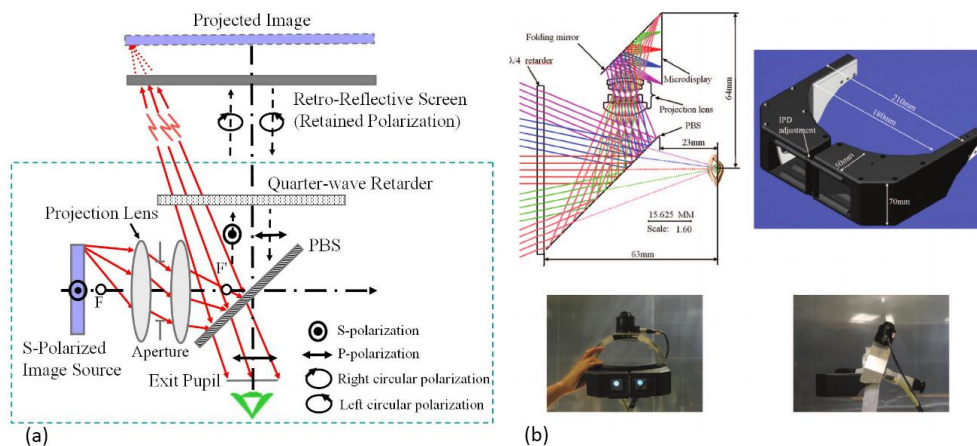 Projected Image
Retro-Reflective Screen
(Retained Polarization)
Quarter-wave Retarder
Projection Lens
PBS
F
F'
S-Polarized
Image Source
Aperture
Exit Pupil
S-polarization
P-polarization
Right circular polarization
Left circular polarization
(a)
Folding mirror
λ/4 retarder
Microdisplay
Projection lens
PBS
23mm
64mm
15.625 MM
Scale: 1.60
63mm
210mm
180mm
IPD
adjustment
50mm
70mm
(b)